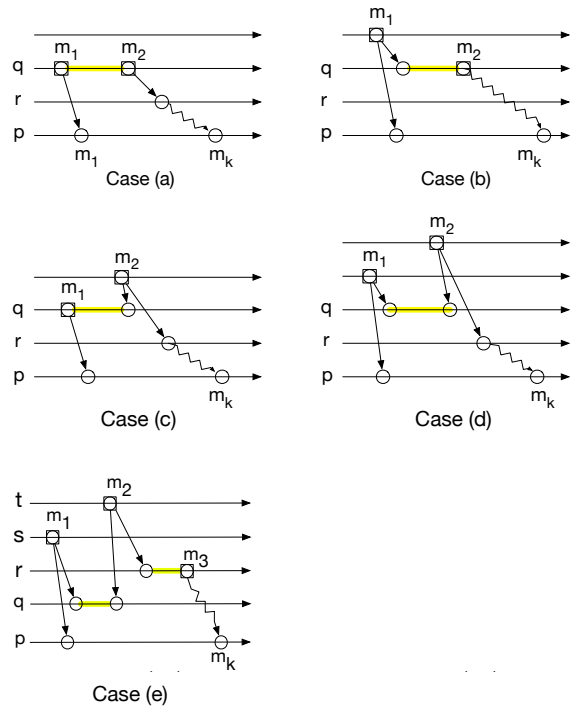 m1 m2
q
r
p
m1 mk
Case (a)
m1
m2
q
r
p
mk
Case (b)
m2
m1
q
r
p
mk
Case (c)
m2
m1
q
r
p
mk
Case (d)
m2
t
m1
s
m3
r
q
p
mk
Case (e)